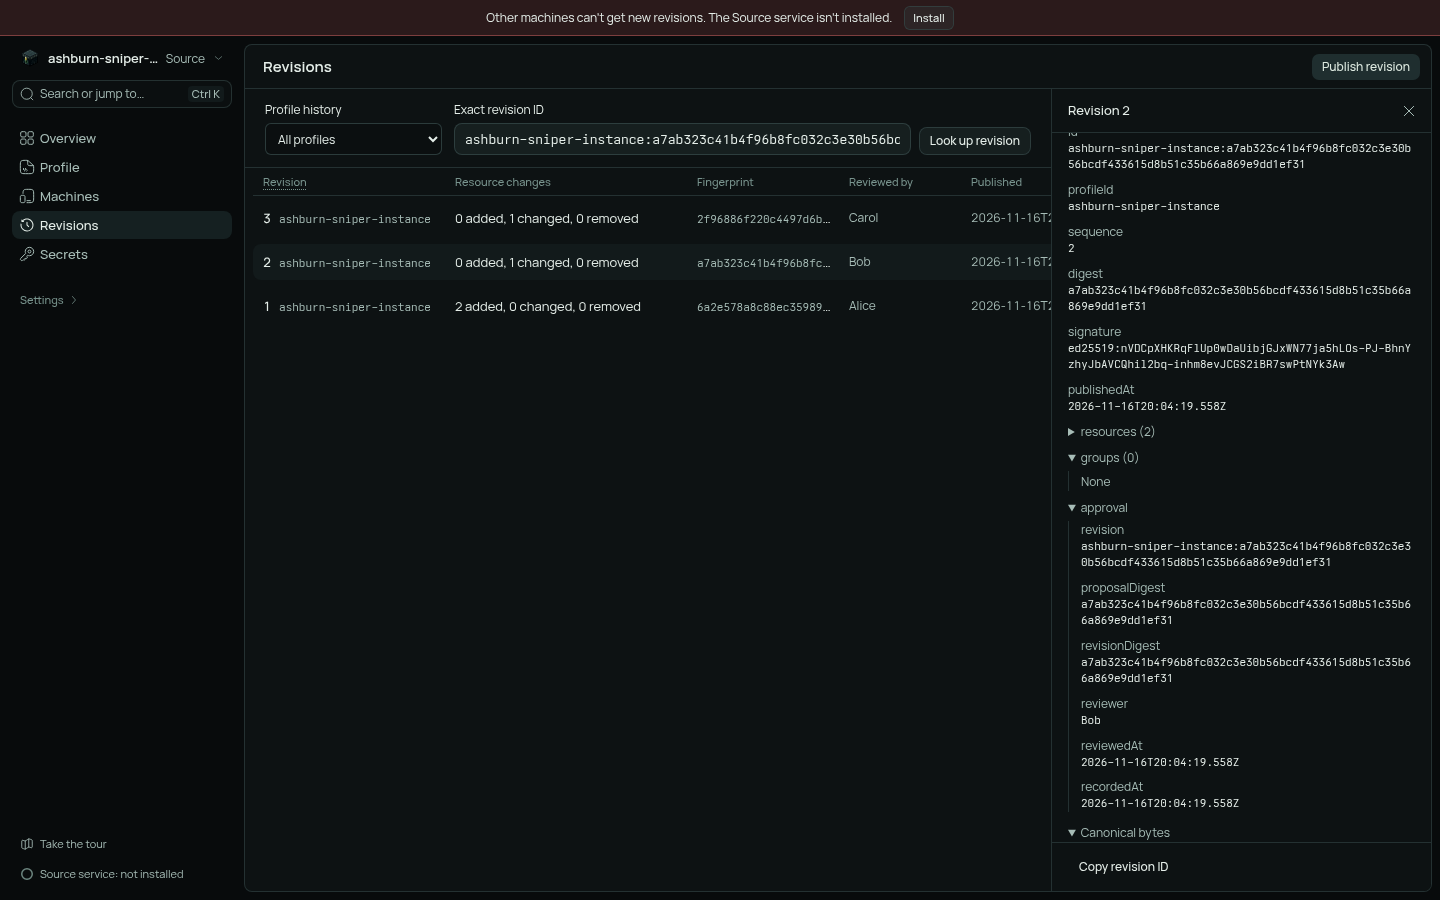 Other machines can't get new revisions. The Source service isn't installed. Install
ashburn-sniper-... Source
Search or jump to... Ctrl K
Overview
Profile
Machines
Revisions
Secrets
Settings
Take the tour
Source service: not installed
Revisions
Publish revision
Profile history
All profiles
Exact revision ID
ashburn-sniper-instance:a7ab323c41b4f96b8fc032c3e30b56bc
Look up revision
Revision Resource changes Fingerprint Reviewed by Published
3 ashburn-sniper-instance 0 added, 1 changed, 0 removed 2f96886f220c4497d6b... Carol 2026-11-16T2
2 ashburn-sniper-instance 0 added, 1 changed, 0 removed a7ab323c41b4f96b8fc... Bob 2026-11-16T2
1 ashburn-sniper-instance 2 added, 0 changed, 0 removed 6a2e578a8c88ec35989... Alice 2026-11-16T2
Revision 2
id
ashburn-sniper-instance:a7ab323c41b4f96b8fc032c3e30b
56bcdf433615d8b51c35b66a869e9dd1ef31
profileId
ashburn-sniper-instance
sequence
2
digest
a7ab323c41b4f96b8fc032c3e30b56bcdf433615d8b51c35b66a
869e9dd1ef31
signature
ed25519:nVDCpXHKRqFlUp0wDaUibjGJxWN77ja5hLOs-PJ-BhnY
zhyJbAVCQhil2bq-inhm8evJCGS2iBR7swPtNYk3Aw
publishedAt
2026-11-16T20:04:19.558Z
resources (2)
groups (0)
None
approval
revision
ashburn-sniper-instance:a7ab323c41b4f96b8fc032c3e3
0b56bcdf433615d8b51c35b66a869e9dd1ef31
proposalDigest
a7ab323c41b4f96b8fc032c3e30b56bcdf433615d8b51c35b6
6a869e9dd1ef31
revisionDigest
a7ab323c41b4f96b8fc032c3e30b56bcdf433615d8b51c35b6
6a869e9dd1ef31
reviewer
Bob
reviewedAt
2026-11-16T20:04:19.558Z
recordedAt
2026-11-16T20:04:19.558Z
Canonical bytes
Copy revision ID